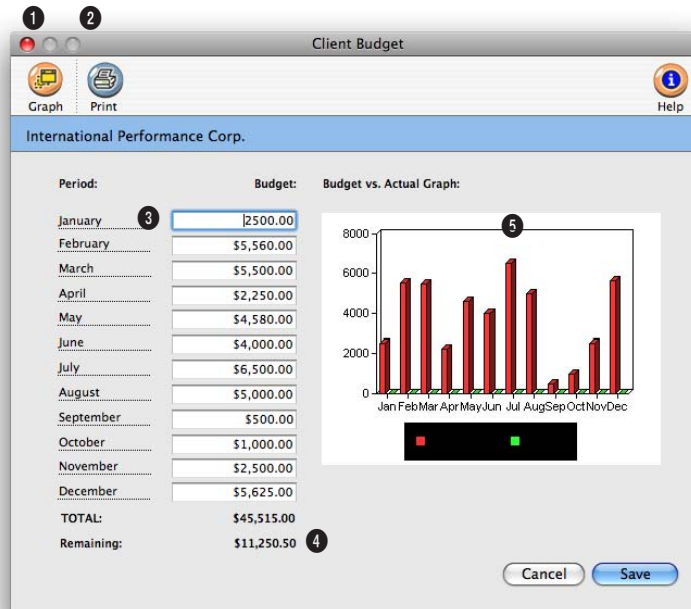 1 2
Client Budget
Graph Print Help
International Performance Corp.
Period: Budget: Budget vs. Actual Graph:
January 3 2500.00
February $5,560.00
March $5,500.00
April $2,250.00
May $4,580.00
June $4,000.00
July $6,500.00
August $5,000.00
September $500.00
October $1,000.00
November $2,500.00
December $5,625.00
TOTAL: $45,515.00
Remaining: $11,250.50 4
5
8000
6000
4000
2000
0
Jan Feb Mar Apr May Jun Jul Aug Sep Oct Nov Dec
Cancel Save